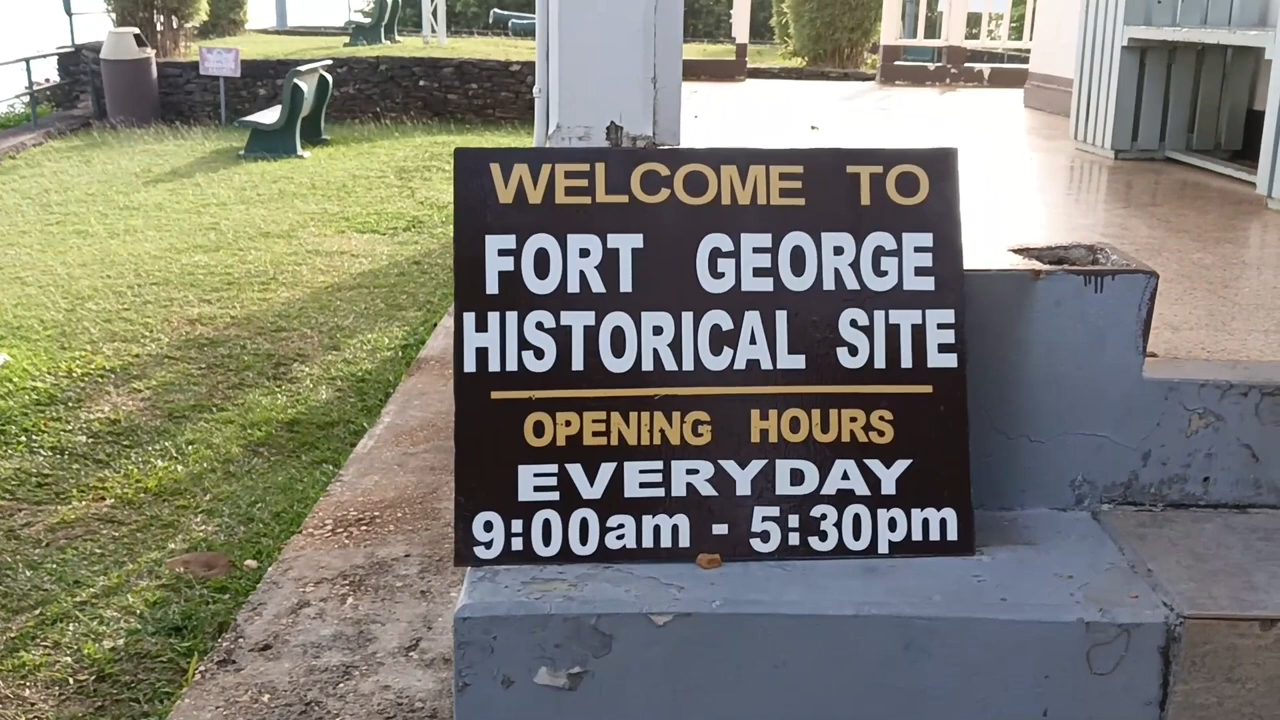 WELCOME TO
FORT GEORGE
HISTORICAL SITE
OPENING HOURS
EVERYDAY
9:00am - 5:30pm